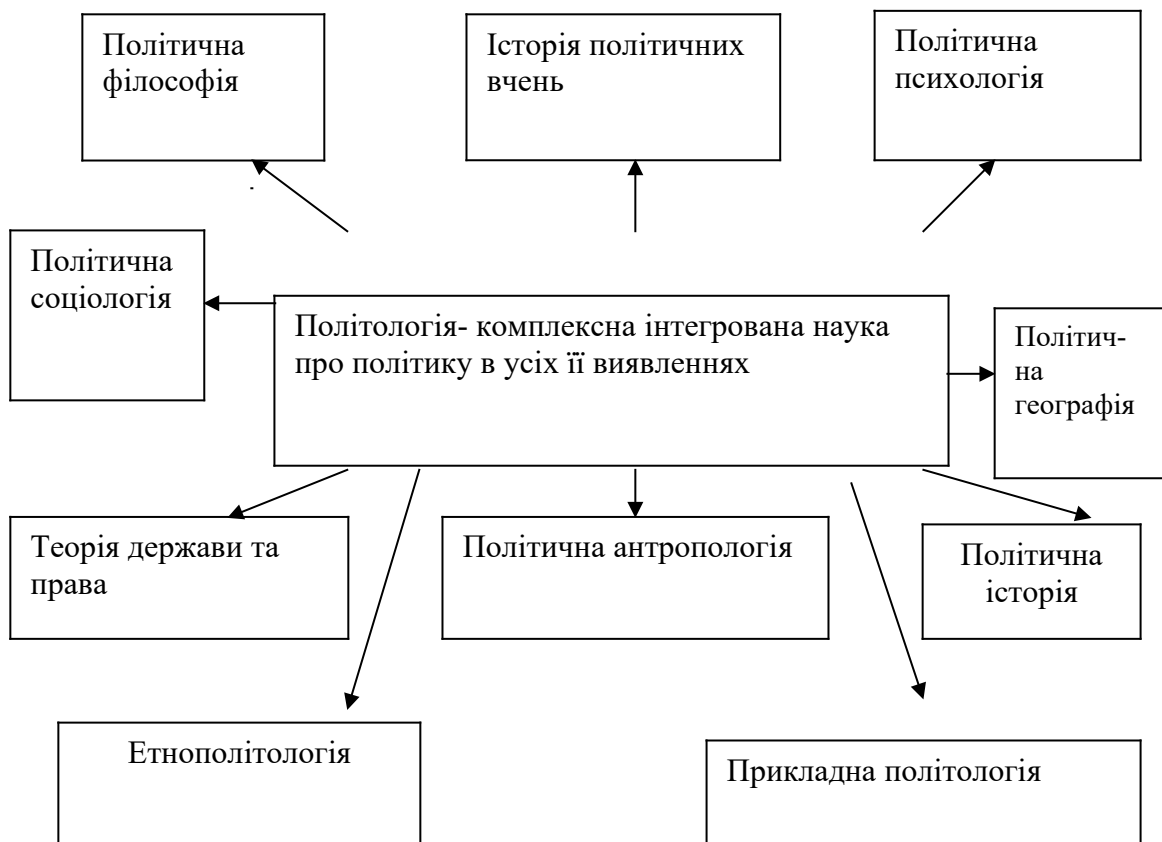 Політична
філософія
Історія політичних
вчень
Політична
психологія
Політична
соціологія
Політологія- комплексна інтегрована наука
про політику в усіх її виявленнях
Політич-
на
географія
Теорія держави та
права
Політична антропологія
Політична
історія
Етнополітологія
Прикладна політологія